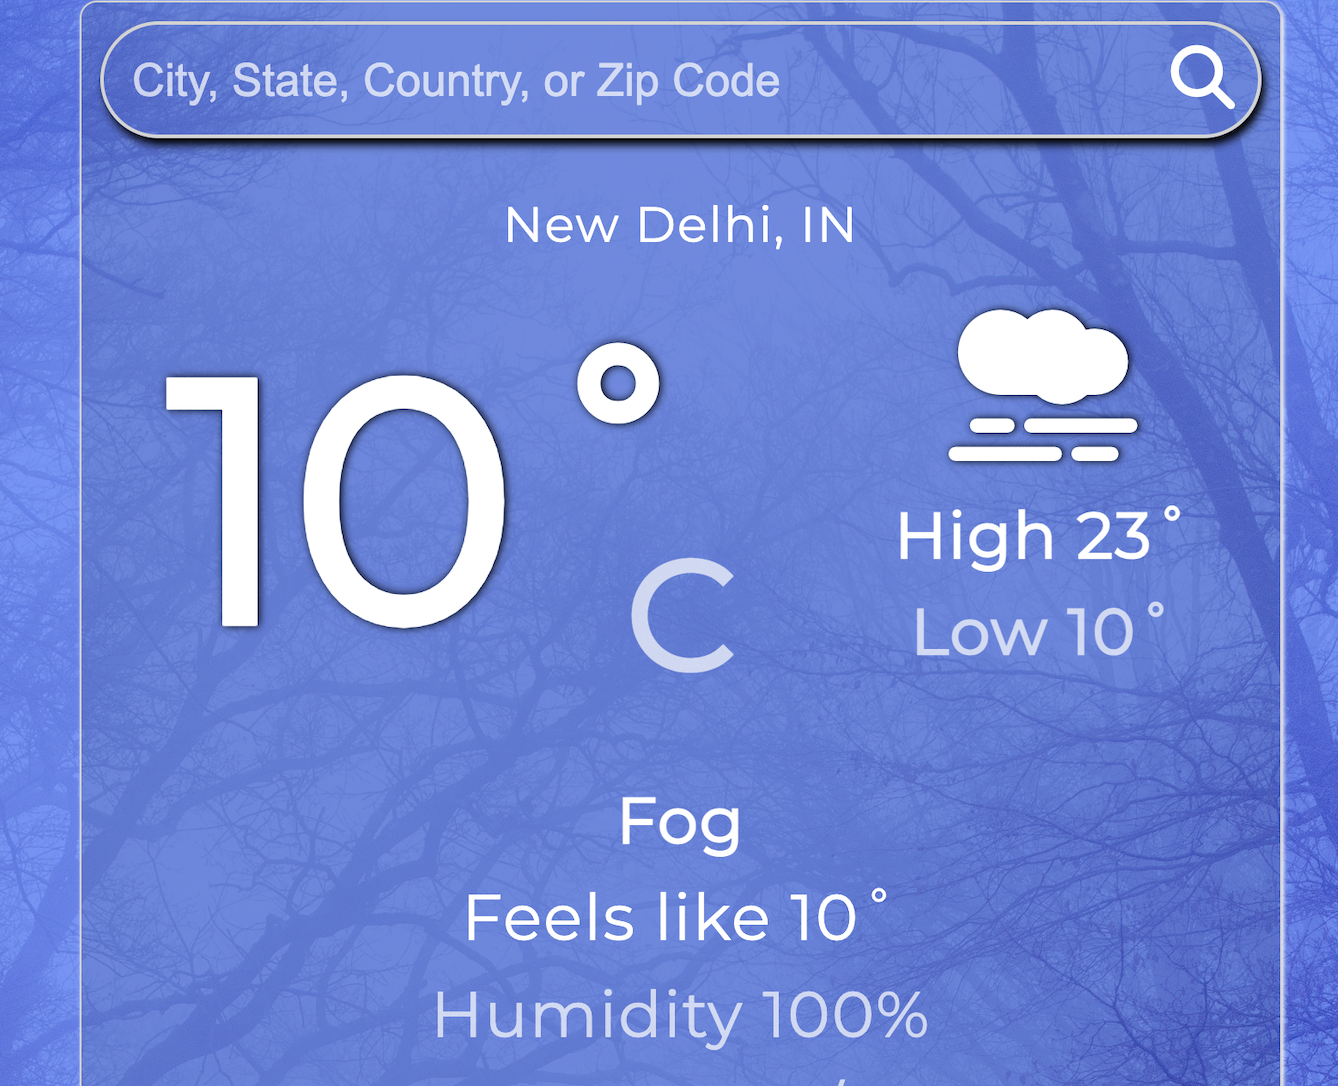 City, State, Country, or Zip Code
New Delhi, IN
10°
C
High 23°
Low 10°
Fog
Feels like 10°
Humidity 100%